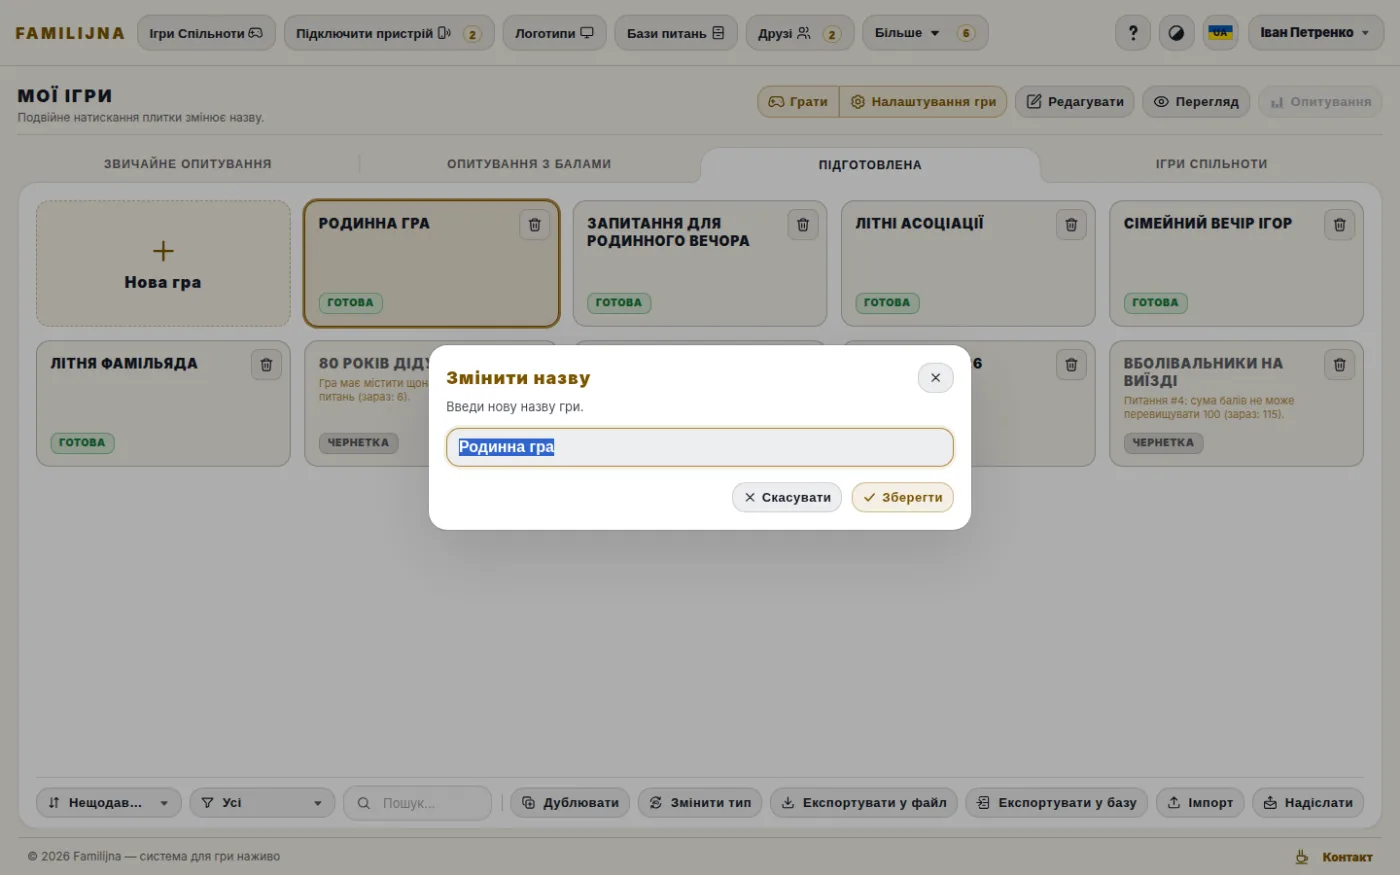 FAMILIJNA
Ігри Спільноти
Підключити пристрій 2
Логотипи
Бази питань
Друзі 2
Більше 6
?
UA
Іван Петренко
МОЇ ІГРИ
Подвійне натискання плитки змінює назву.
Грати
Налаштування гри
Редагувати
Перегляд
Опитування
ЗВИЧАЙНЕ ОПИТУВАННЯ
ОПИТУВАННЯ З БАЛАМИ
ПІДГОТОВЛЕНА
ІГРИ СПІЛЬНОТИ
Нова гра
РОДИННА ГРА
ГОТОВА
ЗАПИТАННЯ ДЛЯ
РОДИННОГО ВЕЧОРА
ГОТОВА
ЛІТНІ АСОЦІАЦІЇ
ГОТОВА
СІМЕЙНИЙ ВЕЧІР ІГОР
ГОТОВА
ЛІТНЯ ФАМІЛЬЯДА
ГОТОВА
80 РОКІВ
Гра має містити
питань (зараз: 6).
ЧЕРНЕТКА
6
ВБОЛІВАЛЬНИКИ НА
ВИЇЗДІ
Питання #4: сума балів не може
перевищувати 100 (зараз: 115).
ЧЕРНЕТКА
Змінити назву
Введи нову назву гри.
Родинна гра
Скасувати
Зберегти
Нещодав...
Усі
Пошук...
Дублювати
Змінити тип
Експортувати у файл
Експортувати у базу
Імпорт
Надіслати
© 2026 Familijna — система для гри наживо
Контакт